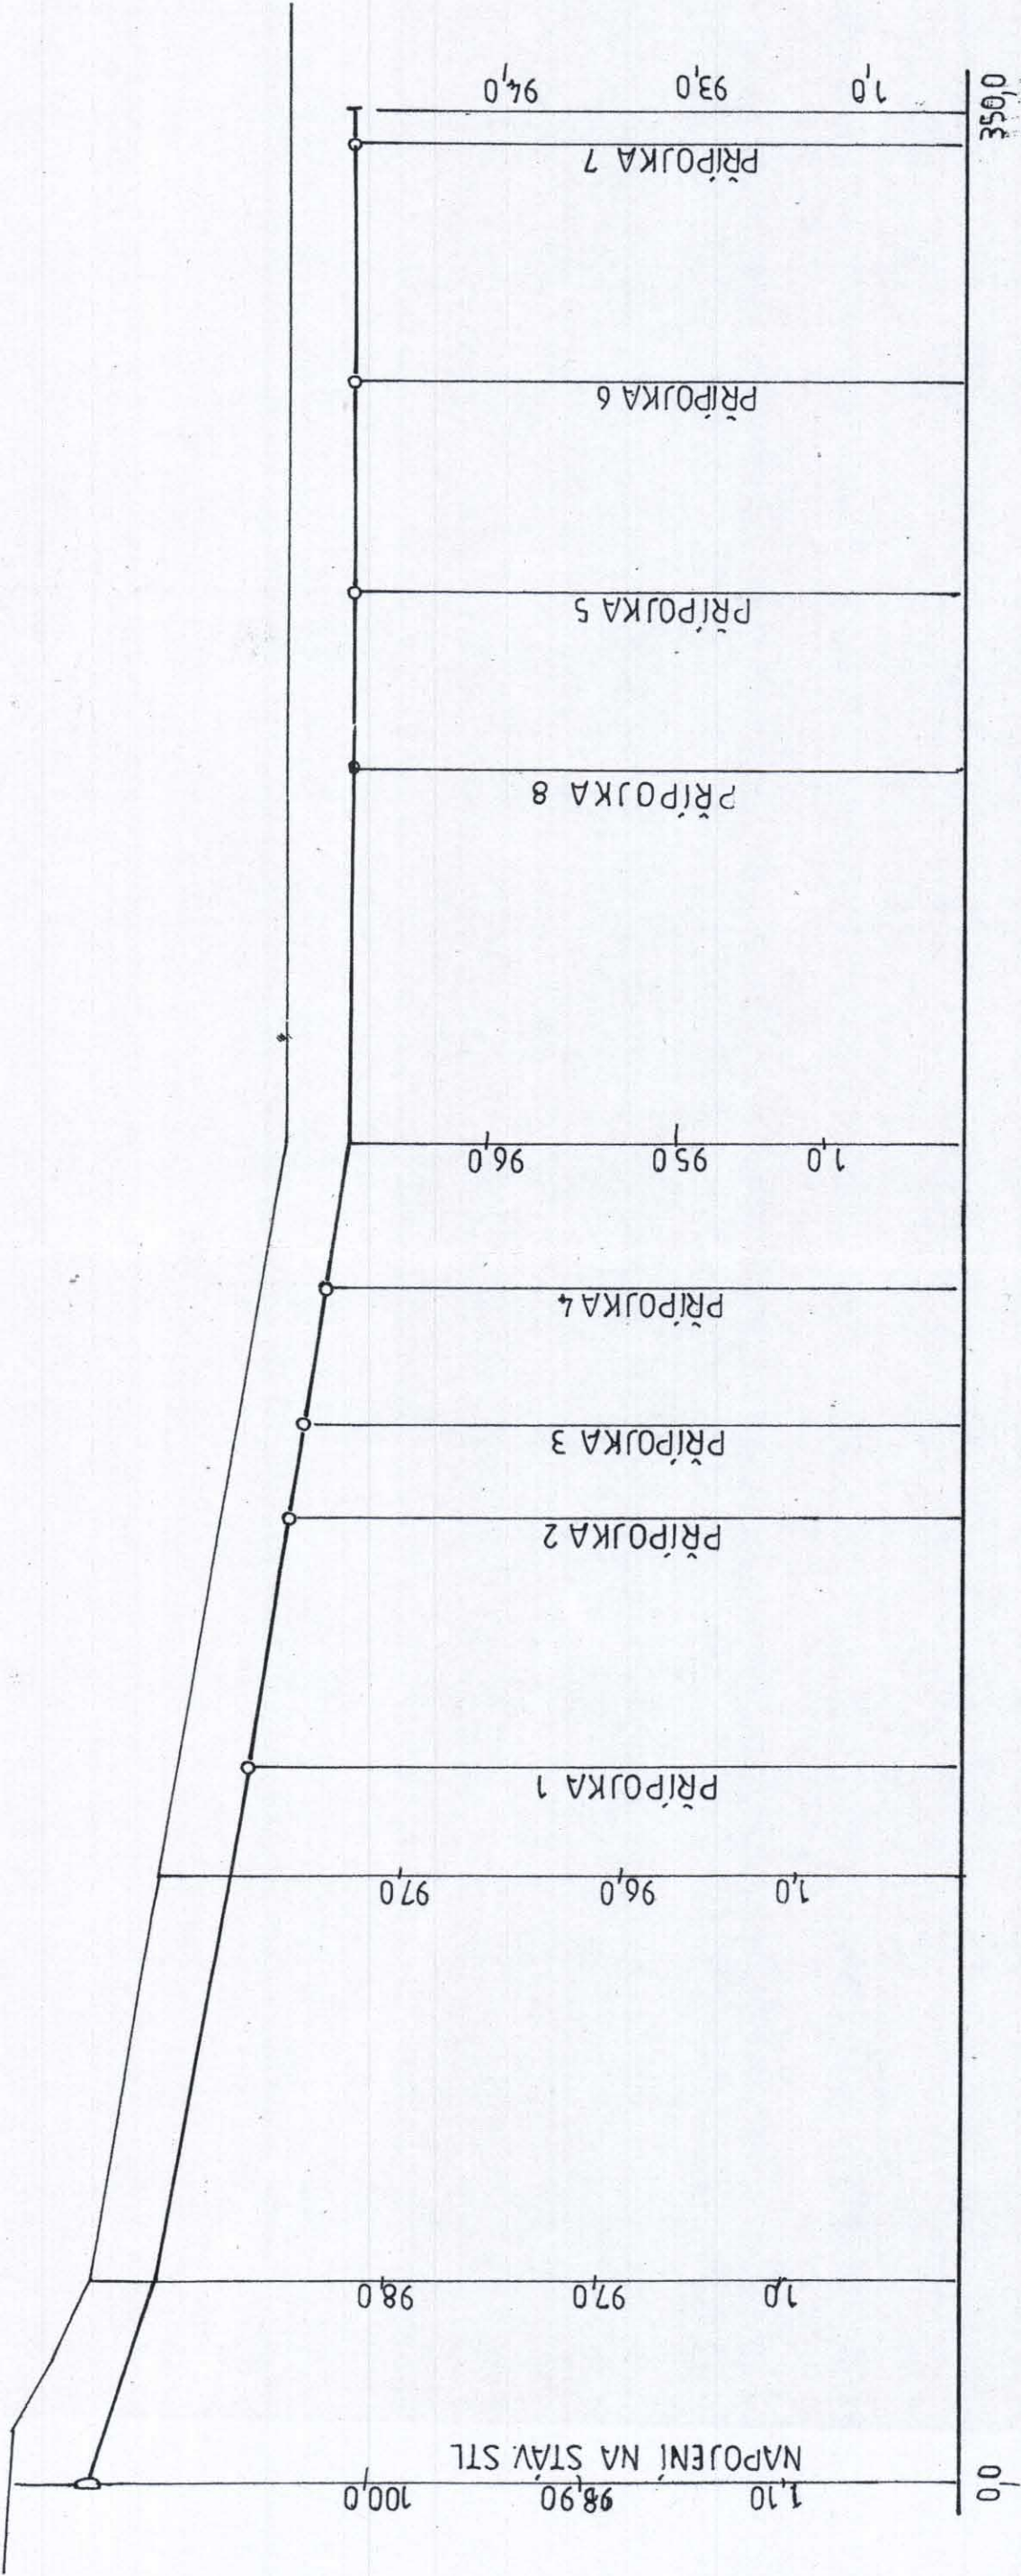 94,0 93,0 1,0
350,0
PŘÍPOJKA 7
PŘÍPOJKA 6
PŘÍPOJKA 5
PŘÍPOJKA 8
96,0 95,0 1,0
PŘÍPOJKA 4
PŘÍPOJKA 3
PŘÍPOJKA 2
PŘÍPOJKA 1
97,0 96,0 1,0
98,0 97,0 1,0
NAPOJENÍ NA STÁV. STL
100,0 98,90 1,10
0,0